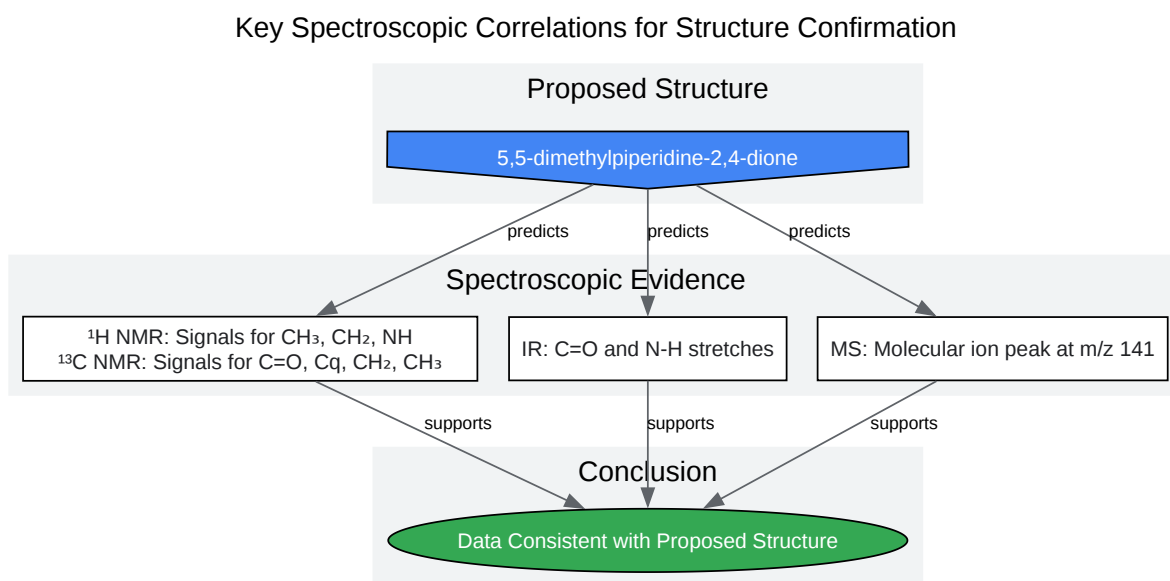 Key Spectroscopic Correlations for Structure Confirmation
Proposed Structure
5,5-dimethylpiperidine-2,4-dione
predicts
predicts
predicts
Spectroscopic Evidence
¹H NMR: Signals for CH₃, CH₂, NH
¹³C NMR: Signals for C=O, Cq, CH₂, CH₃
IR: C=O and N-H stretches
MS: Molecular ion peak at m/z 141
supports
supports
supports
Conclusion
Data Consistent with Proposed Structure